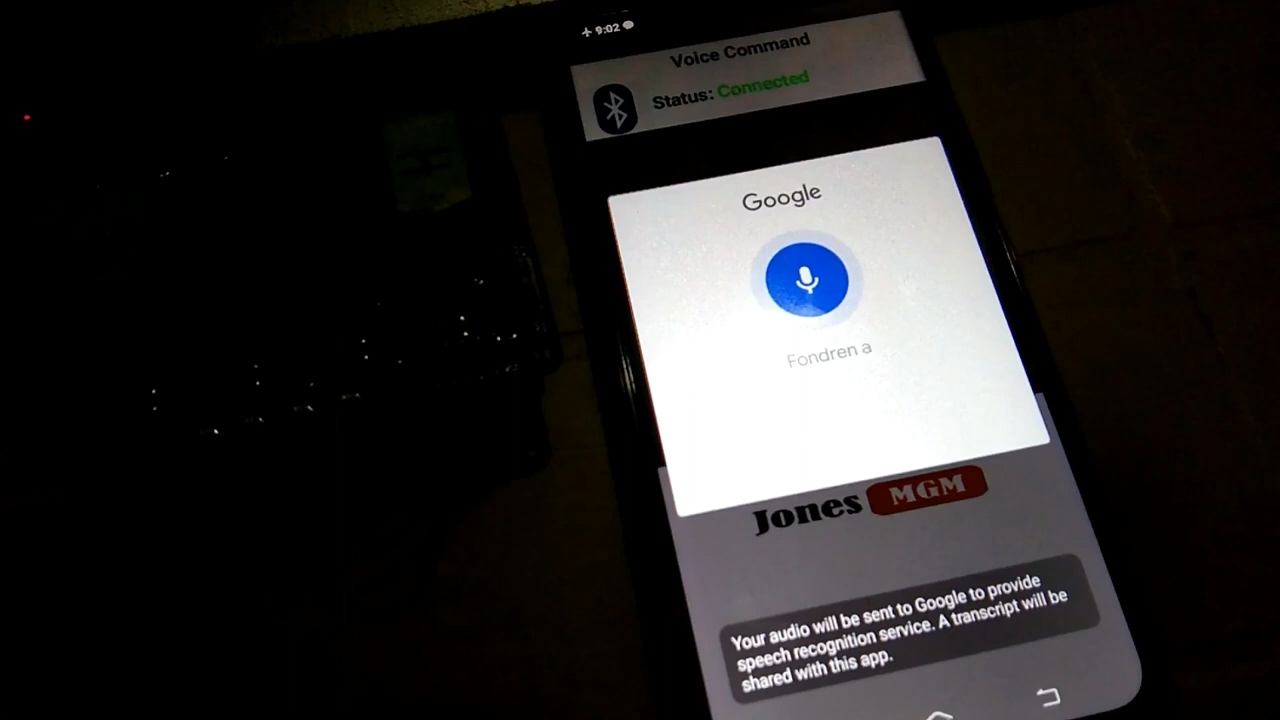 9:02
Voice Command
Status: Connected
Google
Fondren a
Jones MGM
Your audio will be sent to Google to provide
speech recognition service. A transcript will be
shared with this app.